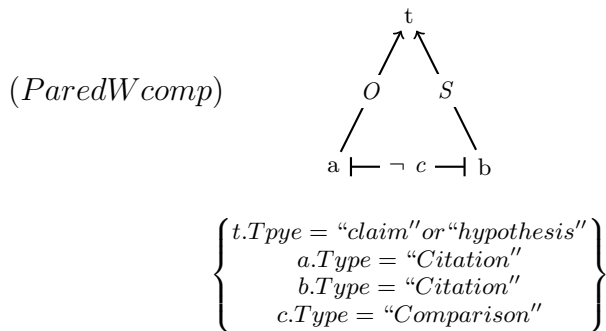 t
(ParedWcomp)
O S
a ¬ c b
t.Tpye = “claim″or“hypothesis″
a.Type = “Citation″
b.Type = “Citation″
c.Type = “Comparison″